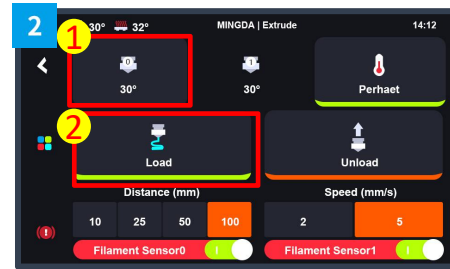 2
1
30° 32° MINGDA | Extrude 14:12
0 1
30° 30° Perhaet
2
Load Unload
Distance (mm) Speed (mm/s)
10 25 50 100 2 5
Filament Sensor0 Filament Sensor1